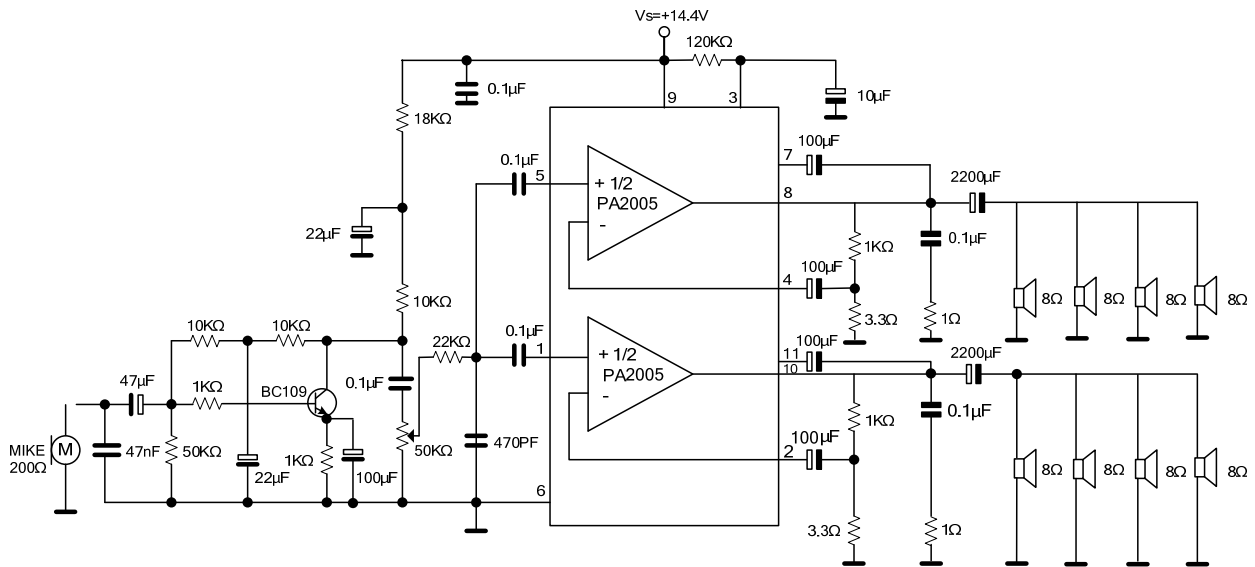 Vs=+14.4V
120KΩ
0.1µF
9
3
10µF
18KΩ
100µF
7
0.1µF
5
+ 1/2
PA2005
-
8
2200µF
22µF
1KΩ
0.1µF
100µF
4
8Ω
8Ω
8Ω
8Ω
10KΩ
3.3Ω
1Ω
10KΩ
10KΩ
22KΩ
0.1µF
1
+ 1/2
PA2005
-
100µF
11
10
2200µF
47µF
1KΩ
BC109
0.1µF
1KΩ
0.1µF
MIKE
200Ω
M
47nF
50KΩ
1KΩ
50KΩ
470PF
100µF
2
8Ω
8Ω
8Ω
8Ω
22µF
100µF
6
3.3Ω
1Ω